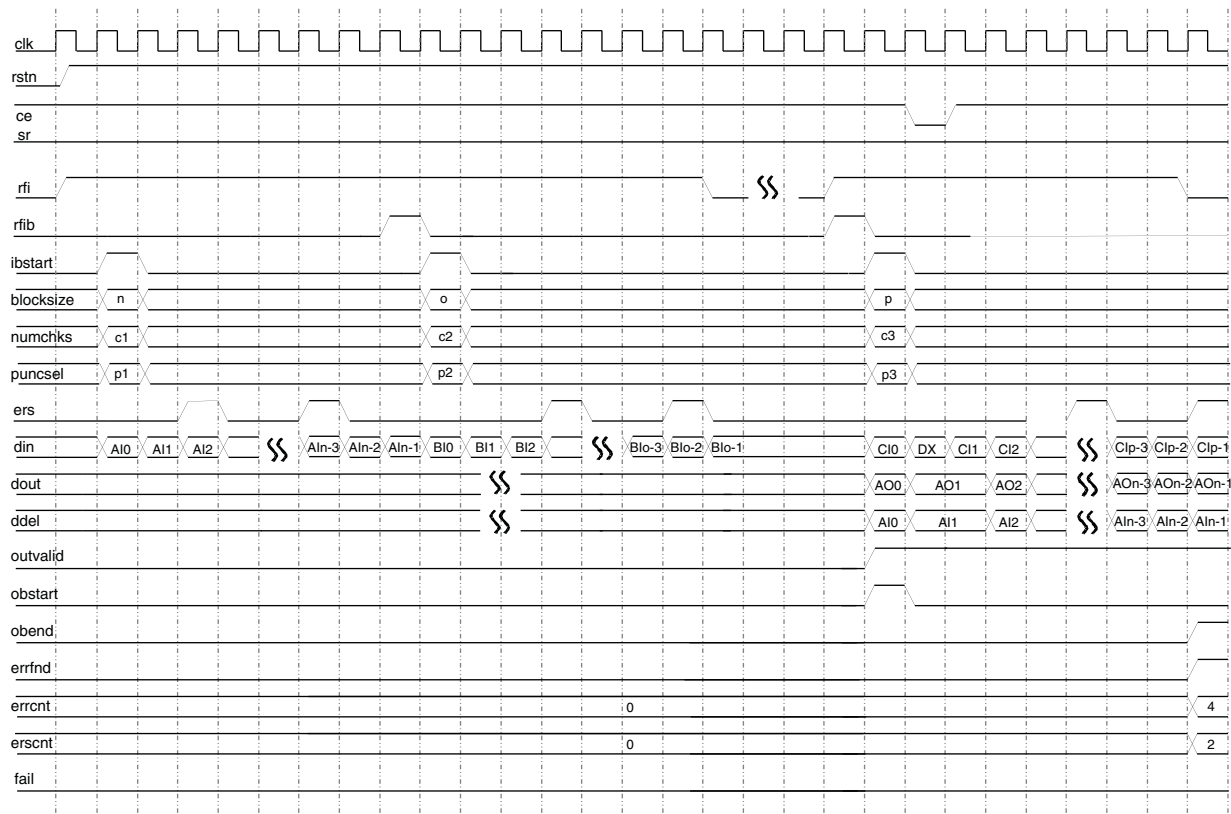 clk
rstn
ce
sr
rfi
rfib
ibstart
blocksize n o p
numchks c1 c2 c3
puncsel p1 p2 p3
ers
din AI0 AI1 AI2 AIn-3 AIn-2 AIn-1 BI0 BI1 BI2 BIo-3 BIo-2 BIo-1 CI0 DX CI1 CI2 CIp-3 CIp-2 CIp-1
dout AO0 AO1 AO2 AOn-3 AOn-2 AOn-1
ddel AI0 AI1 AI2 AIn-3 AIn-2 AIn-1
outvalid
obstart
obend
errfnd
errcnt 0 4
erscnt 0 2
fail